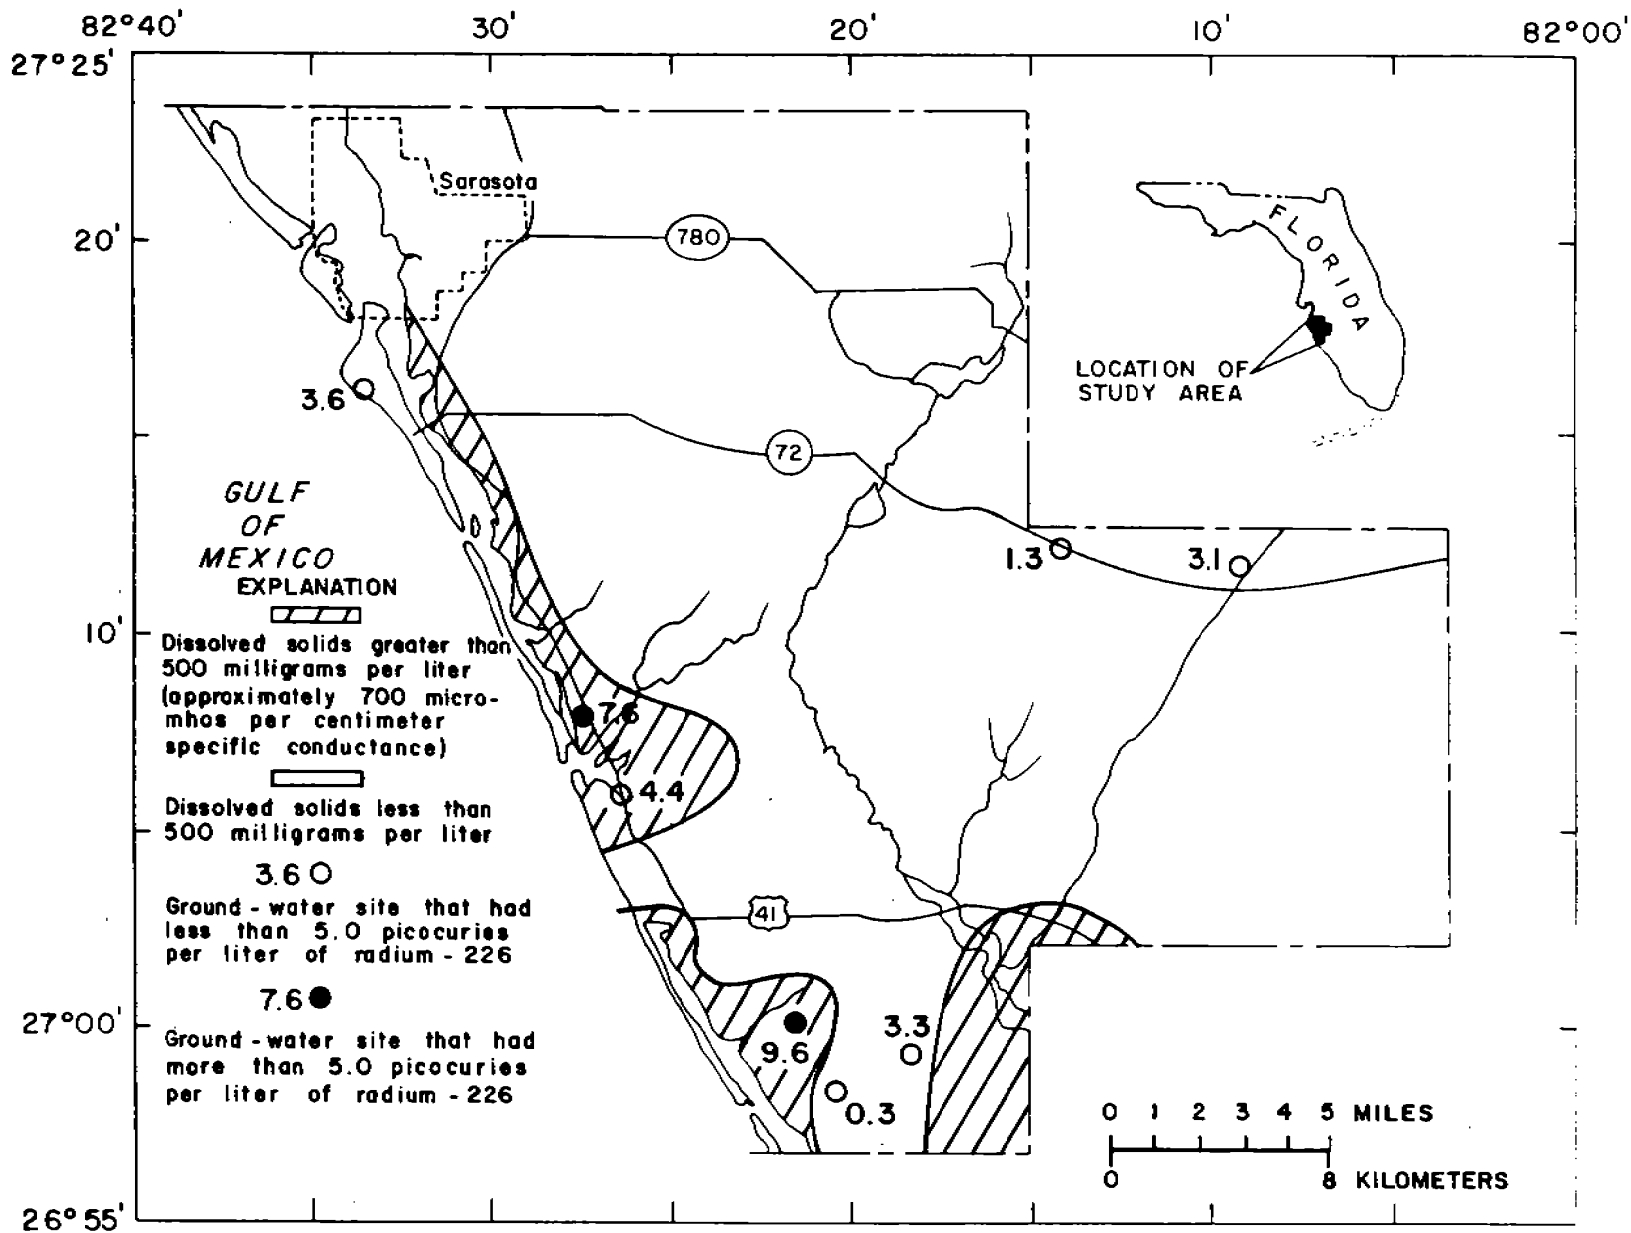 82°40' 30' 20' 10' 82°00'
27°25'
Sarasota
20'
780
FLORIDA
LOCATION OF
STUDY AREA
3.6
72
GULF
OF
MEXICO
1.3
3.1
EXPLANATION
10'
Dissolved solids greater than
500 milligrams per liter
(approximately 700 micro-
mhos per centimeter
specific conductance)
7.6
4.4
Dissolved solids less than
500 milligrams per liter
3.6
41
Ground-water site that had
less than 5.0 picocuries
per liter of radium-226
7.6
27°00'
3.3
9.6
0.3
Ground-water site that had
more than 5.0 picocuries
per liter of radium-226
0 1 2 3 4 5 MILES
0 8 KILOMETERS
26°55'